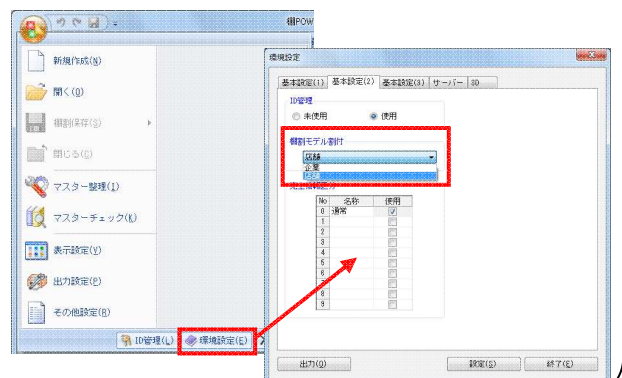 棚POW
新規作成(N)
開く(O)
棚割保存(S)
閉じる(C)
マスター整理(I)
マスターチェック(K)
表示設定(V)
出力設定(P)
その他設定(R)
ID管理(L)
環境設定(E)
環境設定
基本設定(1)
基本設定(2)
基本設定(3)
サーバー
3D
ID管理
未使用
使用
棚割モデル割付
店舗
企業
店舗
No 名称 使用
0 通常
1
2
3
4
5
6
7
8
9
出力(O)
設定(S)
終了(E)